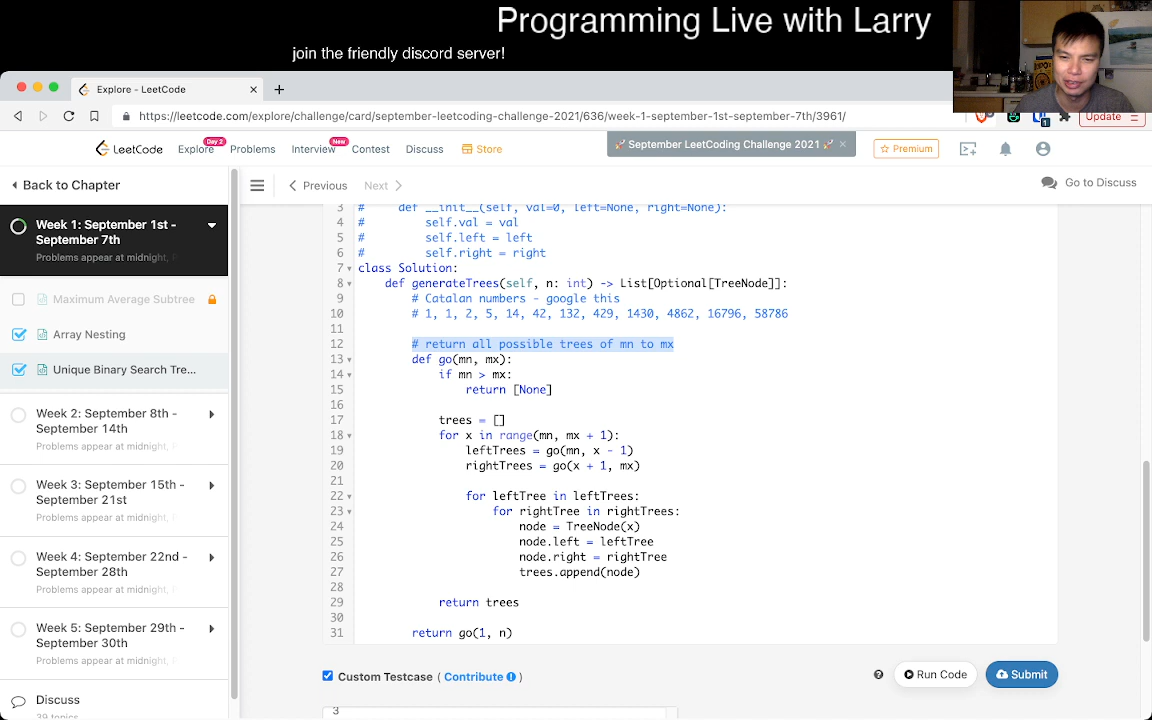 Programming Live with Larry
join the friendly discord server!
Explore - LeetCode
https://leetcode.com/explore/challenge/card/september-leetcoding-challenge-2021/636/week-1-september-1st-september-7th/3961/
Update
LeetCode
Explore
Day 2
Problems
Interview
New
Contest
Discuss
Store
🚀 September LeetCoding Challenge 2021 🚀
Premium
Back to Chapter
Previous
Next
Go to Discuss
Week 1: September 1st -
September 7th
Problems appear at midnight,
Maximum Average Subtree
Array Nesting
Unique Binary Search Tre...
Week 2: September 8th -
September 14th
Problems appear at midnight,
Week 3: September 15th -
September 21st
Problems appear at midnight,
Week 4: September 22nd -
September 28th
Problems appear at midnight,
Week 5: September 29th -
September 30th
Problems appear at midnight,
Discuss
39 topics
3 # def __init__(self, val=0, left=None, right=None):
4 # self.val = val
5 # self.left = left
6 # self.right = right
7 class Solution:
8 def generateTrees(self, n: int) -> List[Optional[TreeNode]]:
9 # Catalan numbers - google this
10 # 1, 1, 2, 5, 14, 42, 132, 429, 1430, 4862, 16796, 58786
11
12 # return all possible trees of mn to mx
13 def go(mn, mx):
14 if mn > mx:
15 return [None]
16
17 trees = []
18 for x in range(mn, mx + 1):
19 leftTrees = go(mn, x - 1)
20 rightTrees = go(x + 1, mx)
21
22 for leftTree in leftTrees:
23 for rightTree in rightTrees:
24 node = TreeNode(x)
25 node.left = leftTree
26 node.right = rightTree
27 trees.append(node)
28
29 return trees
30
31 return go(1, n)
Custom Testcase ( Contribute )
Run Code
Submit
3